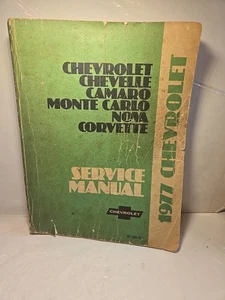 CHEVROLET
CHEVELLE
CAMARO
MONTE CARLO
NOVA
CORVETTE
SERVICE
MANUAL
CHEVROLET
1977 CHEVROLET